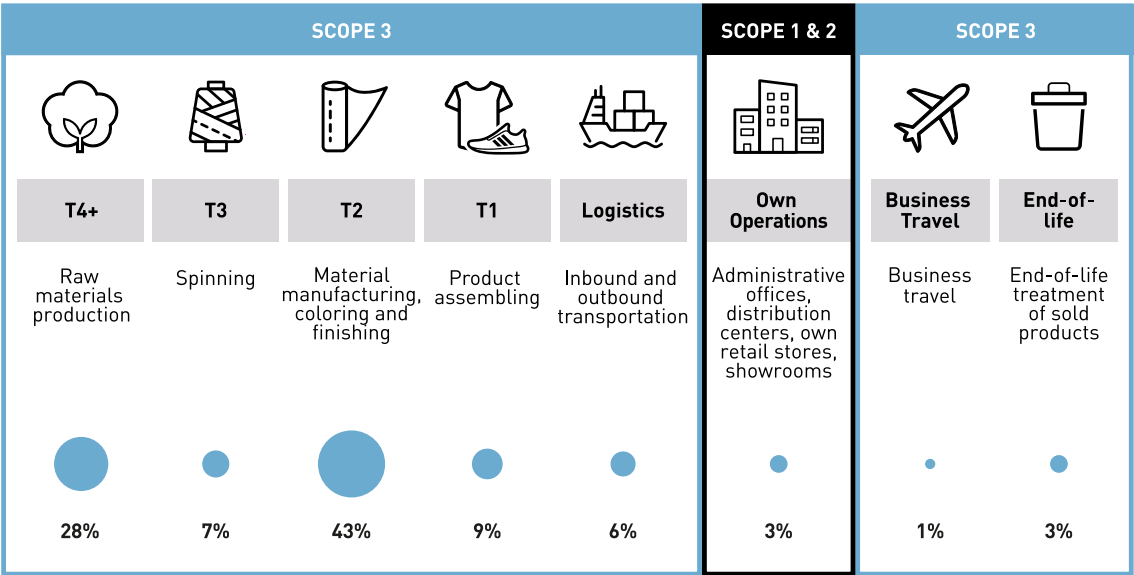 SCOPE 3
SCOPE 1 & 2
SCOPE 3
T4+
T3
T2
T1
Logistics
Own
Operations
Business
Travel
End-of-
life
Raw
materials
production
Spinning
Material
manufacturing,
coloring and
finishing
Product
assembling
Inbound and
outbound
transportation
Administrative
offices,
distribution
centers, own
retail stores,
showrooms
Business
travel
End-of-life
treatment
of sold
products
28%
7%
43%
9%
6%
3%
1%
3%